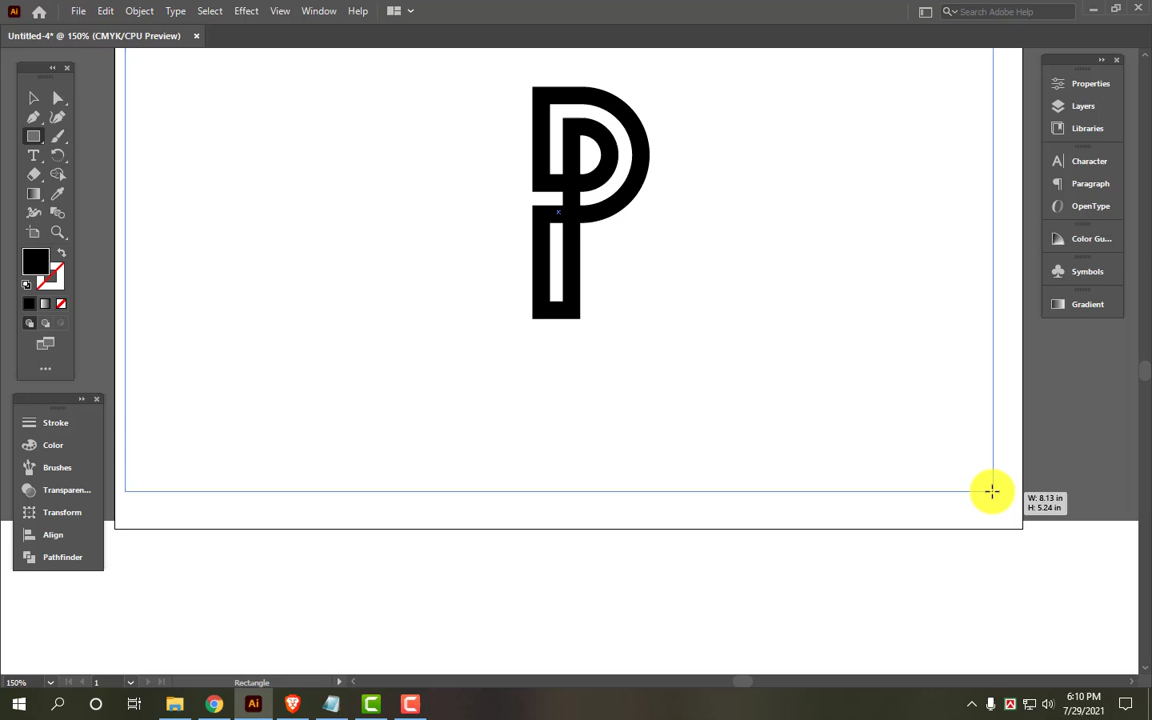 Ai File Edit Object Type Select Effect View Window Help Search Adobe Help
Untitled-4* @ 150% (CMYK/CPU Preview)
Properties
Layers
Libraries
Character
Paragraph
OpenType
Color Gu...
Symbols
Gradient
Stroke
Color
Brushes
Transparen...
Transform
Align
Pathfinder
P
W: 8.13 in
H: 5.24 in
150% 1 Rectangle
Ai 6:10 PM
7/29/2021